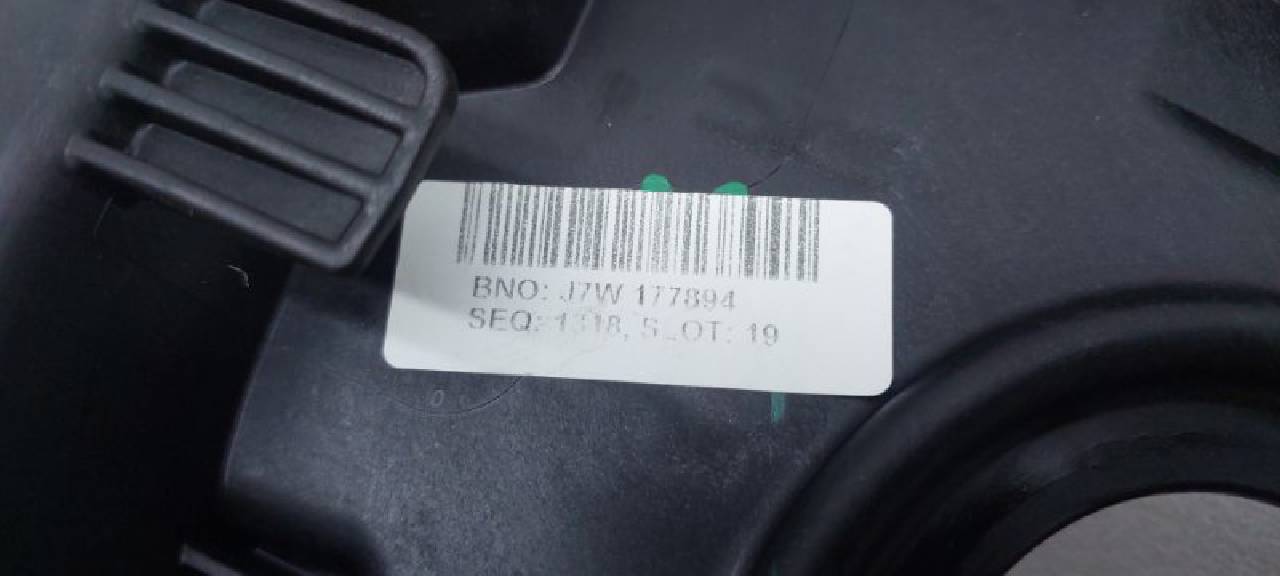 BNO: J7W 177894
SEQ: 1318, SLOT: 19